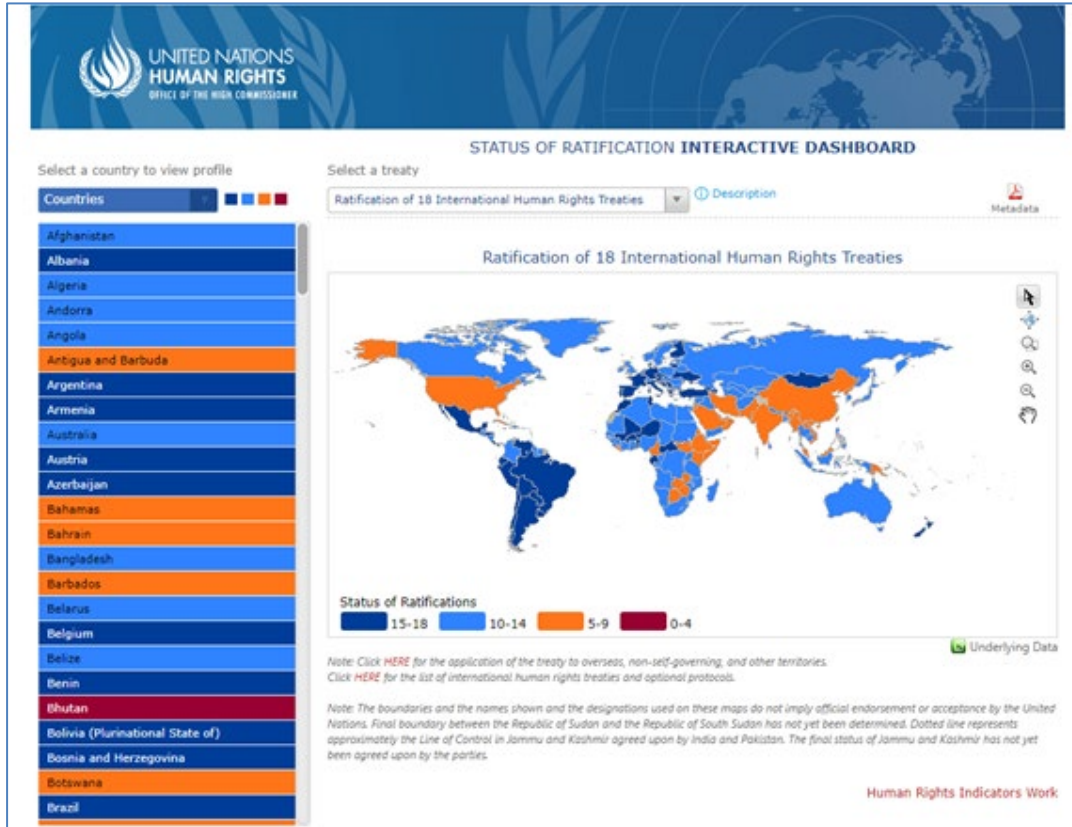 UNITED NATIONS
HUMAN RIGHTS
OFFICE OF THE HIGH COMMISSIONER
STATUS OF RATIFICATION INTERACTIVE DASHBOARD
Select a country to view profile
Select a treaty
Countries
Ratification of 18 International Human Rights Treaties
Description
Metadata
Afghanistan
Albania
Algeria
Andorra
Angola
Antigua and Barbuda
Argentina
Armenia
Australia
Austria
Azerbaijan
Bahamas
Bahrain
Bangladesh
Barbados
Belarus
Belgium
Belize
Benin
Bhutan
Bolivia (Plurinational State of)
Bosnia and Herzegovina
Botswana
Brazil
Ratification of 18 International Human Rights Treaties
Status of Ratifications
15-18 10-14 5-9 0-4
Underlying Data
Note: Click HERE for the application of the treaty to overseas, non-self-governing, and other territories.
Click HERE for the list of international human rights treaties and optional protocols.
Note: The boundaries and the names shown and the designations used on these maps do not imply official endorsement or acceptance by the United
Nations. Final boundary between the Republic of Sudan and the Republic of South Sudan has not yet been determined. Dotted line represents
approximately the Line of Control in Jammu and Kashmir agreed upon by India and Pakistan. The final status of Jammu and Kashmir has not yet
been agreed upon by the parties.
Human Rights Indicators Work